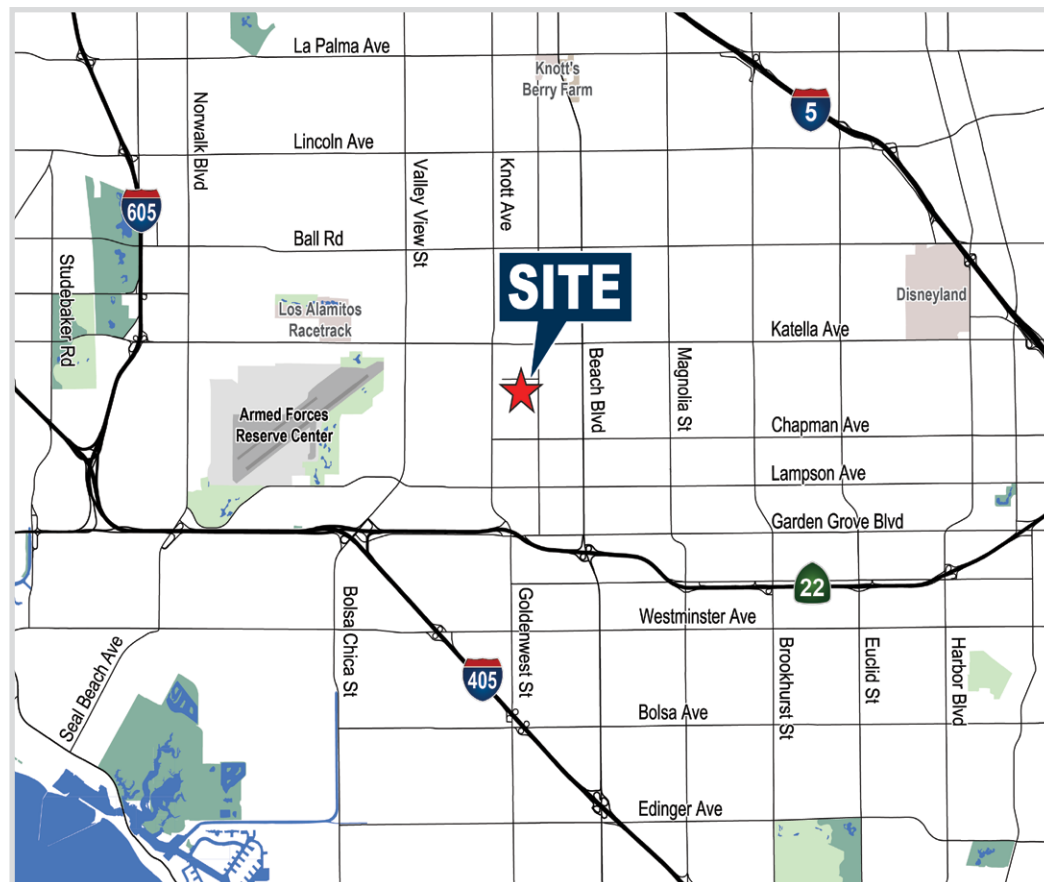 La Palma Ave
Knott's
Berry Farm
5
Norwalk Blvd
Lincoln Ave
Valley View St
Knott Ave
605
Ball Rd
Studebaker Rd
SITE
Los Alamitos
Racetrack
Disneyland
Katella Ave
Beach Blvd
Magnolia St
Armed Forces
Reserve Center
Chapman Ave
Lampson Ave
Garden Grove Blvd
22
Bolsa Chica St
Goldenwest St
Westminster Ave
Brookhurst St
Euclid St
Harbor Blvd
Seal Beach Ave
405
Bolsa Ave
Edinger Ave